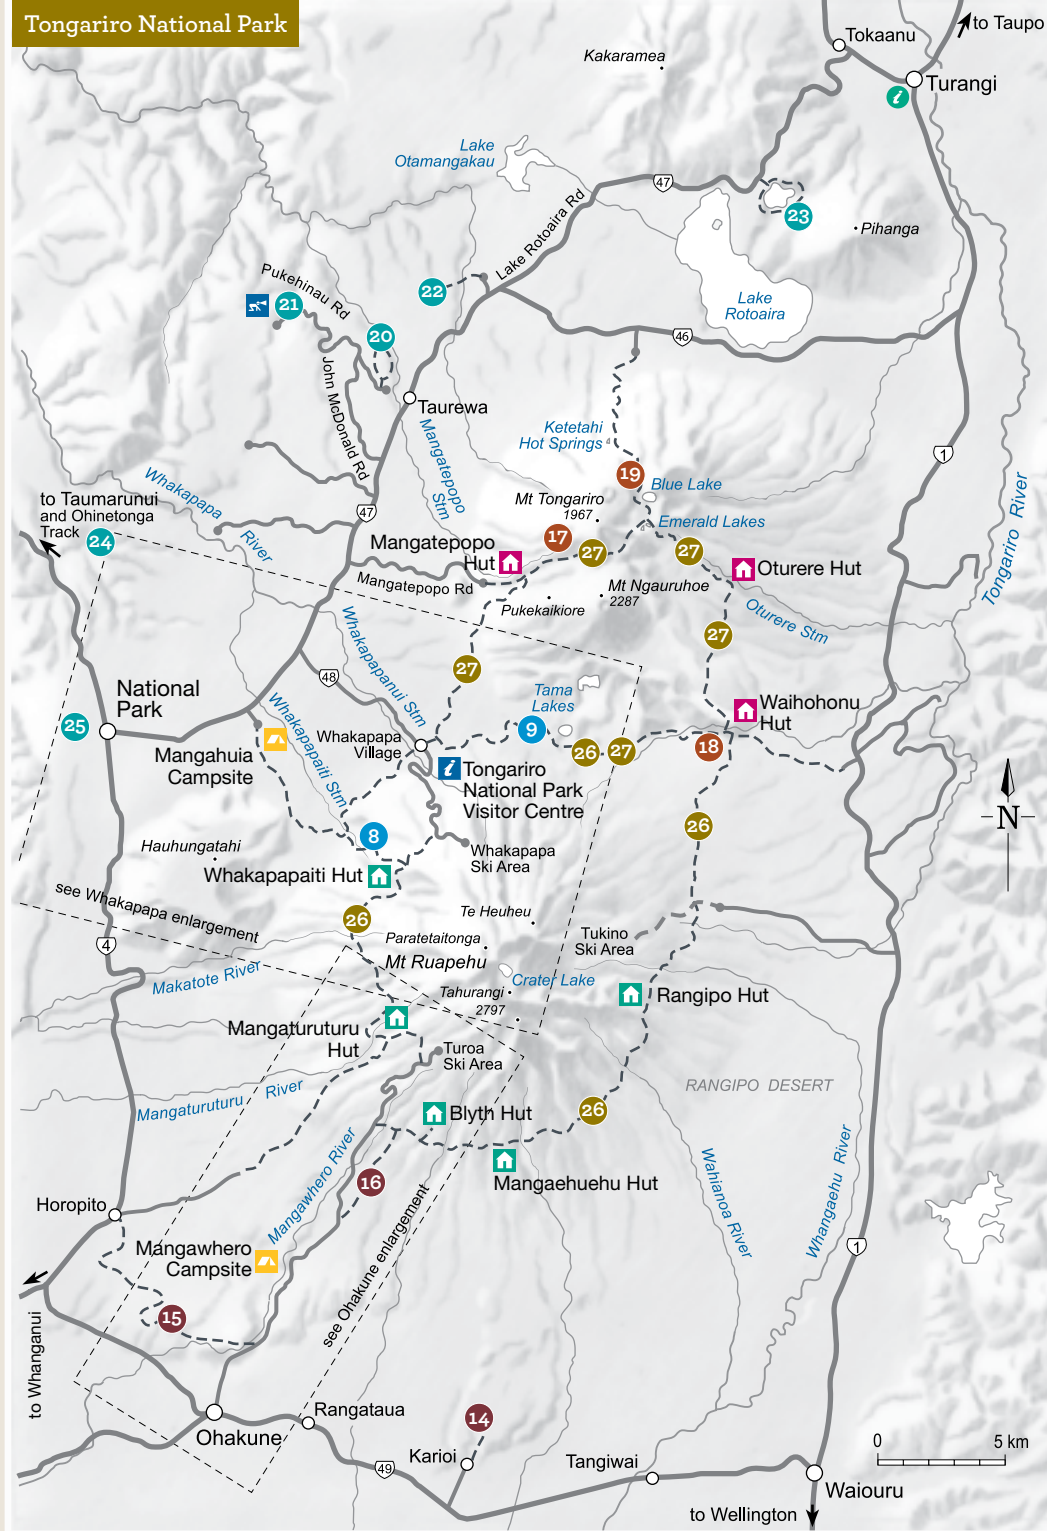 Tongariro National Park
to Taupo
Tokaanu
Kakaramea
Turangi
i
Lake
Otamangakau
47
23
Pihanga
Lake Rotoaira Rd
Pukehinau Rd
22
21
Lake
Rotoaira
20
46
John McDonald Rd
Taurewa
Mangatepopo
Stm
Ketetahi
Hot Springs
1
Whakapapa
River
19
Blue Lake
to Taumarunui
and Ohinetonga
Track
24
47
Mt Tongariro
1967
Emerald Lakes
Tongariro River
17
27
27
Mangatepopo
Hut
Oturere Hut
Mangatepopo Rd
Mt Ngauruhoe
2287
Pukekaikiore
Oturere Stm
Whakapapanui Stm
27
27
48
National
Park
Tama
Lakes
Waihohonu
Hut
25
Whakapapaiti Stm
Whakapapa
Village
9
26
27
18
Mangahuia
Campsite
i
Tongariro
National Park
Visitor Centre
N
8
26
Hauhungatahi
Whakapapa
Ski Area
Whakapapaiti Hut
see Whakapapa enlargement
26
Te Heuheu
Tukino
Ski Area
4
Paratetaitonga
Mt Ruapehu
Makatote River
Crater Lake
Tahurangi
2797
Rangipo Hut
Mangaturuturu
Hut
Turoa
Ski Area
RANGIPO DESERT
Mangaturuturu River
Blyth Hut
26
Mangawhero River
16
Mangaehuehu Hut
Wahianoa River
Whangaehu River
Horopito
see Ohakune enlargement
Mangawhero
Campsite
1
15
to Whanganui
Rangataua
14
Ohakune
Karioi
49
Tangiwai
0
5 km
Waiouru
to Wellington